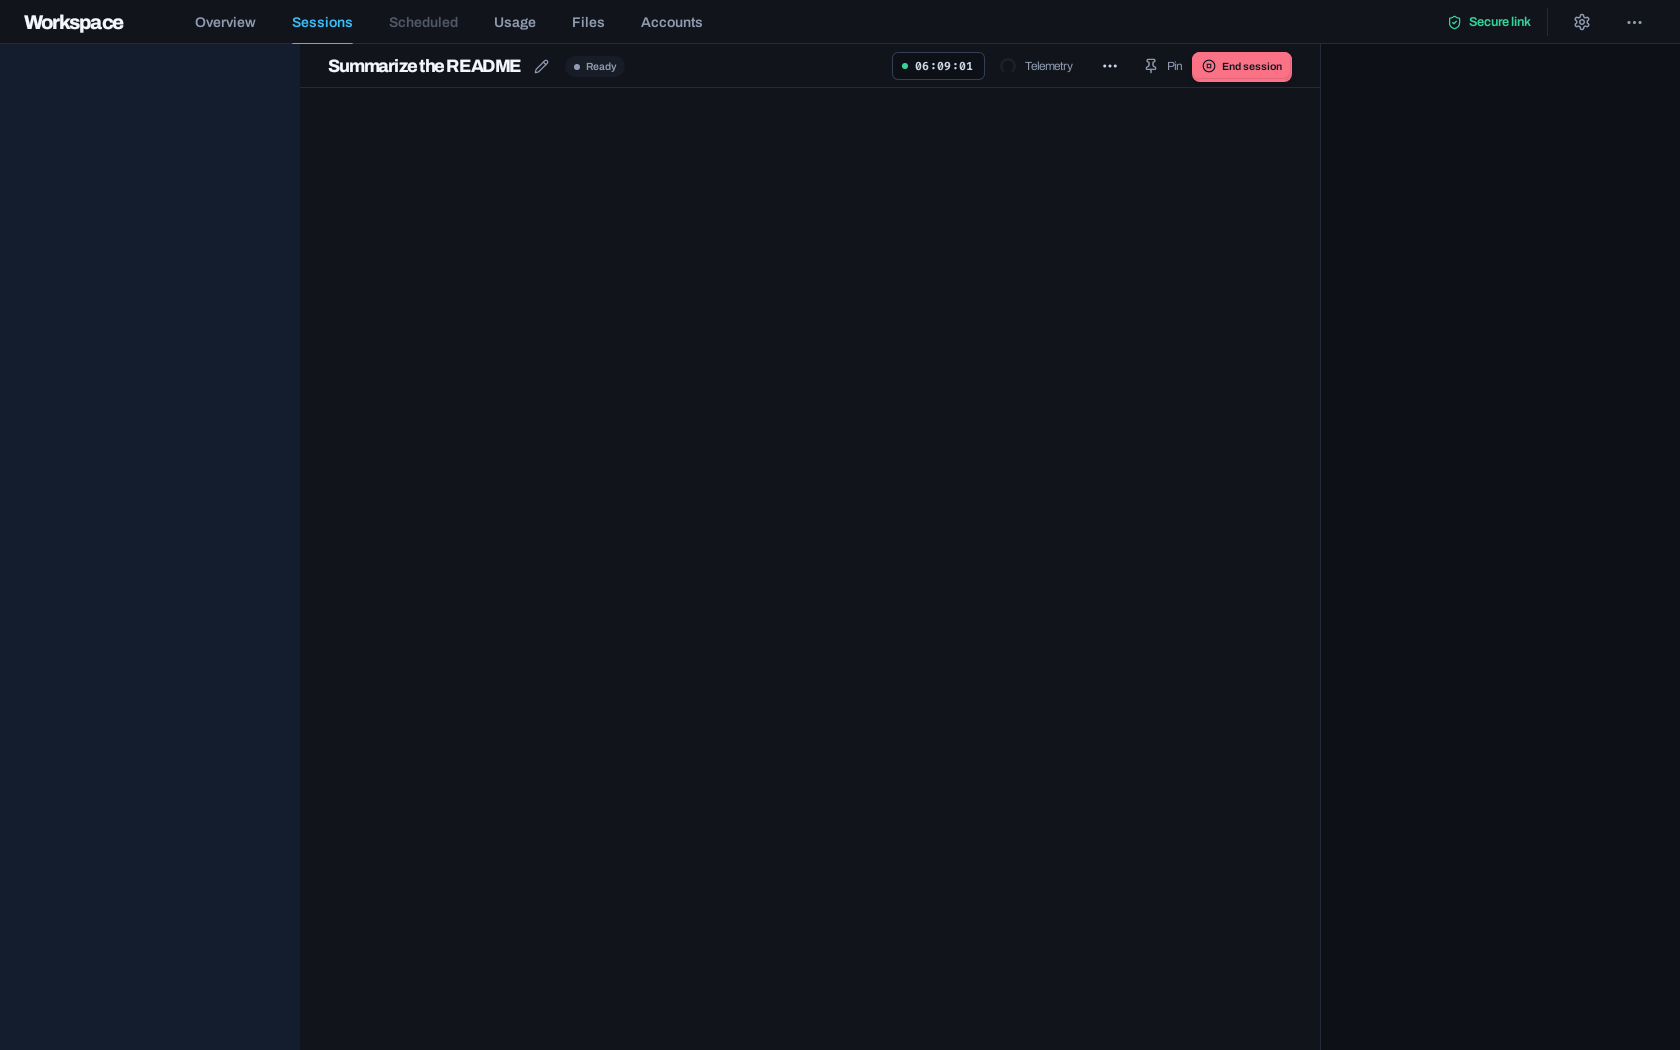 Workspace Overview Sessions Scheduled Usage Files Accounts Secure link
Summarize the README Ready 06:09:01 Telemetry Pin End session